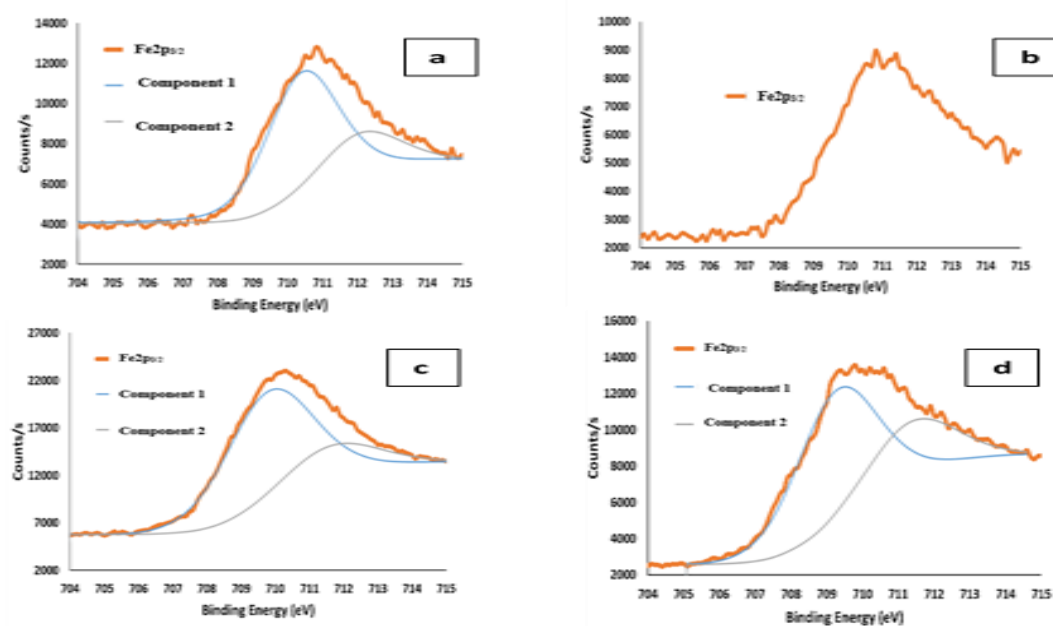 14000
12000
10000
8000
6000
4000
2000
Counts/s
Fe2p3/2
Component 1
Component 2
a
704 705 706 707 708 709 710 711 712 713 714 715
Binding Energy (eV)
10000
9000
8000
7000
6000
5000
4000
3000
2000
Counts/s
Fe2p3/2
b
704 705 706 707 708 709 710 711 712 713 714 715
Binding Energy (eV)
27000
22000
17000
12000
7000
2000
Counts/s
Fe2p3/2
Component 1
Component 2
c
704 705 706 707 708 709 710 711 712 713 714 715
Binding Energy (eV)
16000
14000
12000
10000
8000
6000
4000
2000
Counts/s
Fe2p3/2
Component 1
Component 2
d
704 705 706 707 708 709 710 711 712 713 714 715
Binding Energy (eV)